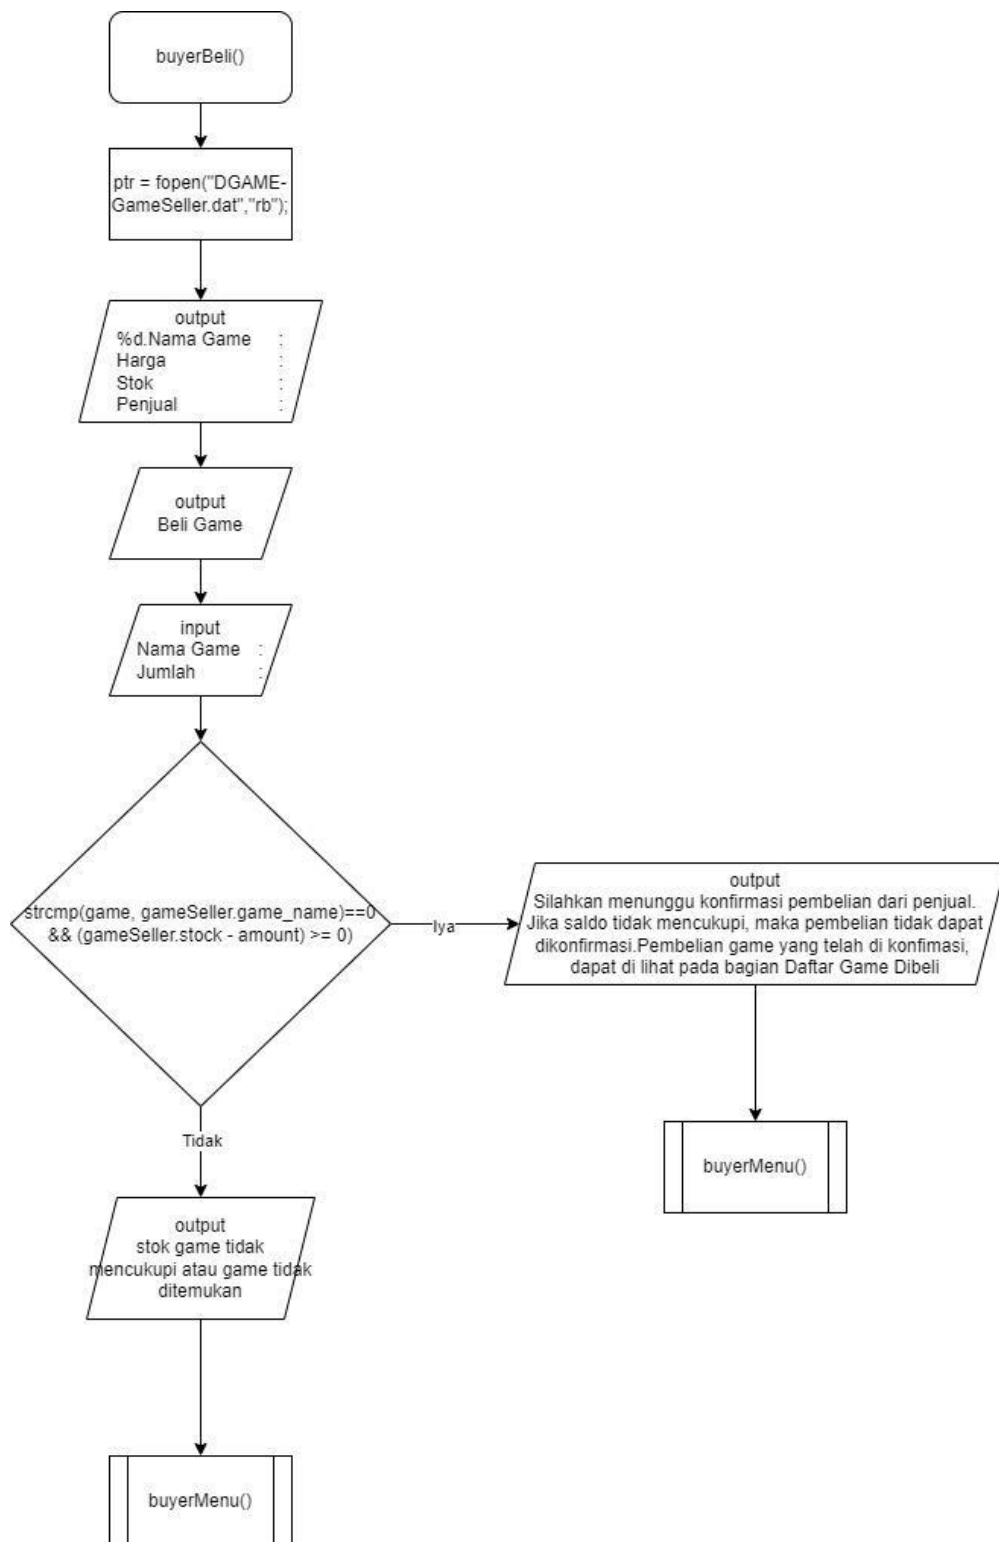 buyerBeli()
ptr = fopen("DGAME-
GameSeller.dat","rb");
output
%d.Nama Game :
Harga :
Stok :
Penjual :
output
Beli Game
input
Nama Game :
Jumlah :
strcmp(game, gameSeller.game_name)==0
&& (gameSeller.stock - amount) >= 0)
Iya
output
Silahkan menunggu konfirmasi pembelian dari penjual.
Jika saldo tidak mencukupi, maka pembelian tidak dapat
dikonfirmasi.Pembelian game yang telah di konfimasi,
dapat di lihat pada bagian Daftar Game Dibeli
buyerMenu()
Tidak
output
stok game tidak
mencukupi atau game tidak
ditemukan
buyerMenu()